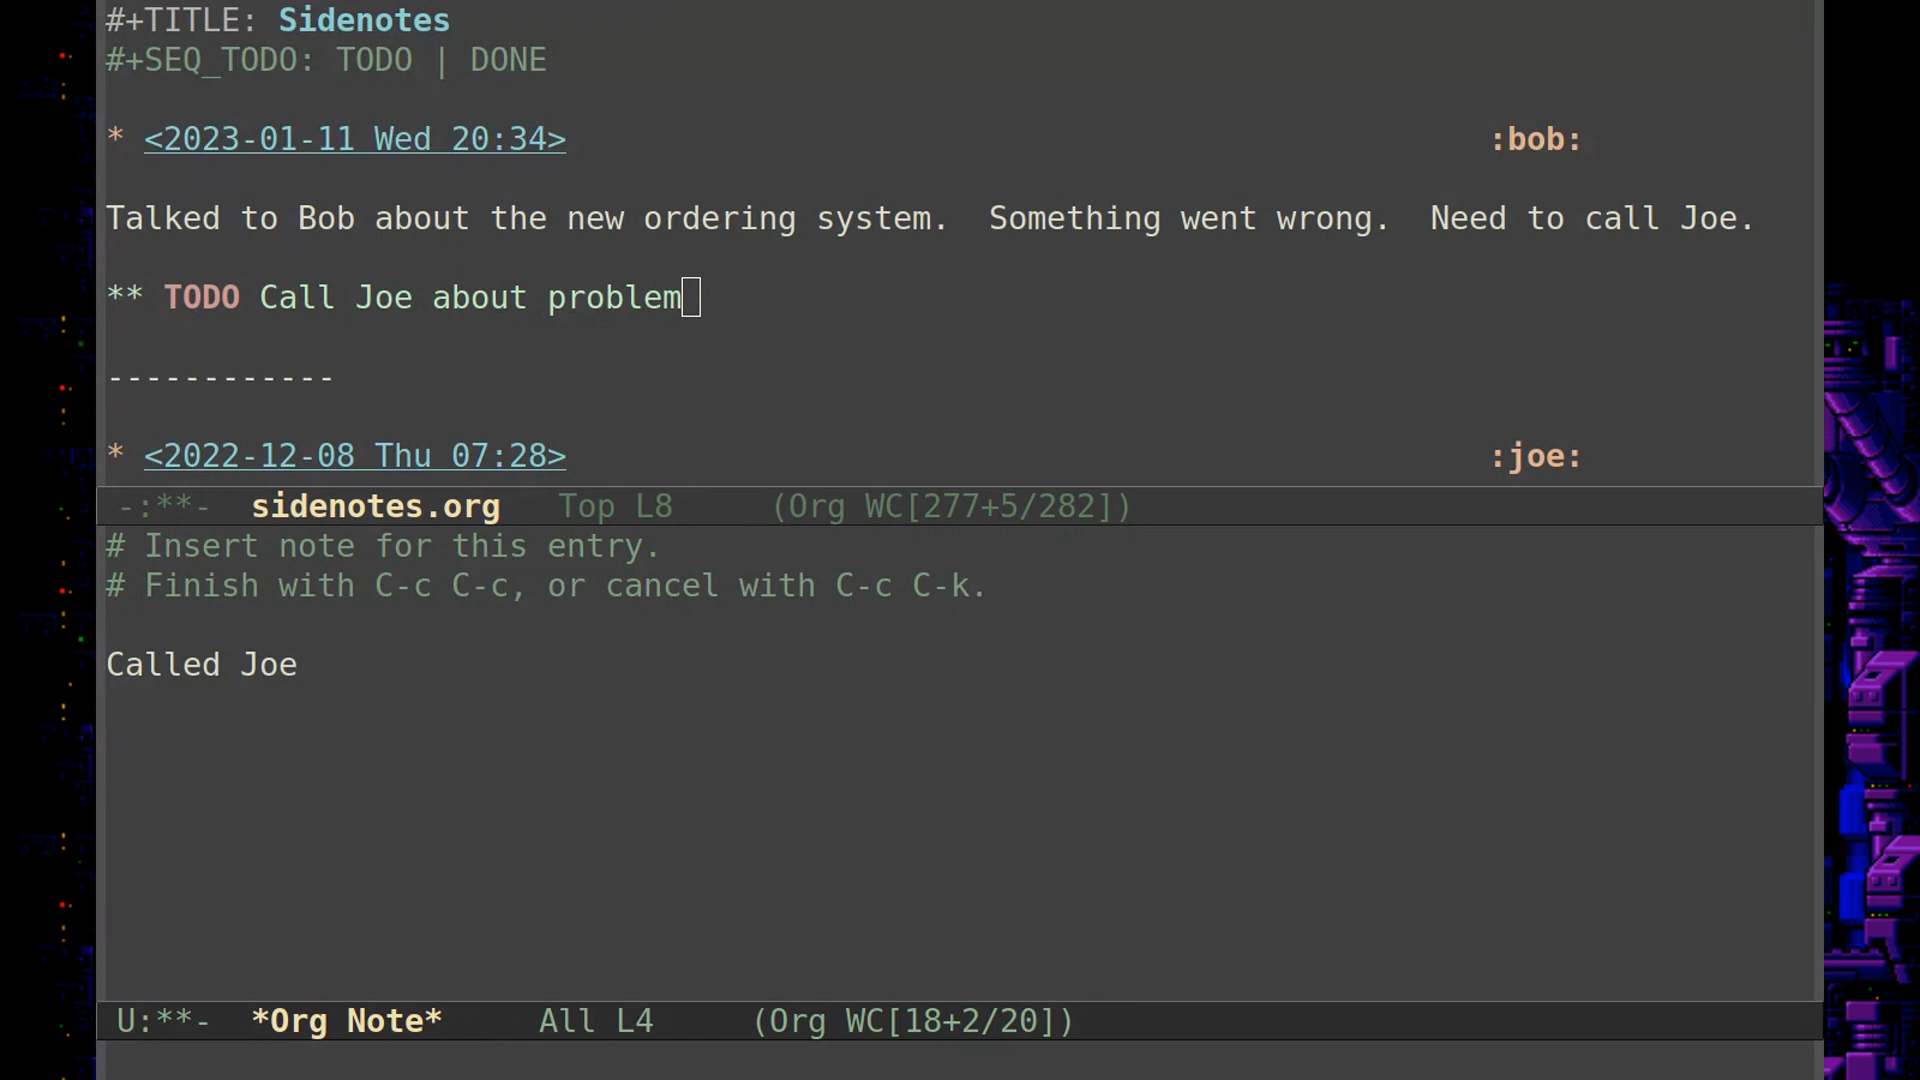 #+TITLE: Sidenotes
#+SEQ_TODO: TODO | DONE
* <2023-01-11 Wed 20:34> :bob:
Talked to Bob about the new ordering system.  Something went wrong.  Need to call Joe.
** TODO Call Joe about problem
------------
* <2022-12-08 Thu 07:28> :joe:
-:**-  sidenotes.org   Top L8     (Org WC[277+5/282])
# Insert note for this entry.
# Finish with C-c C-c, or cancel with C-c C-k.
Called Joe
U:**-  *Org Note*     All L4     (Org WC[18+2/20])